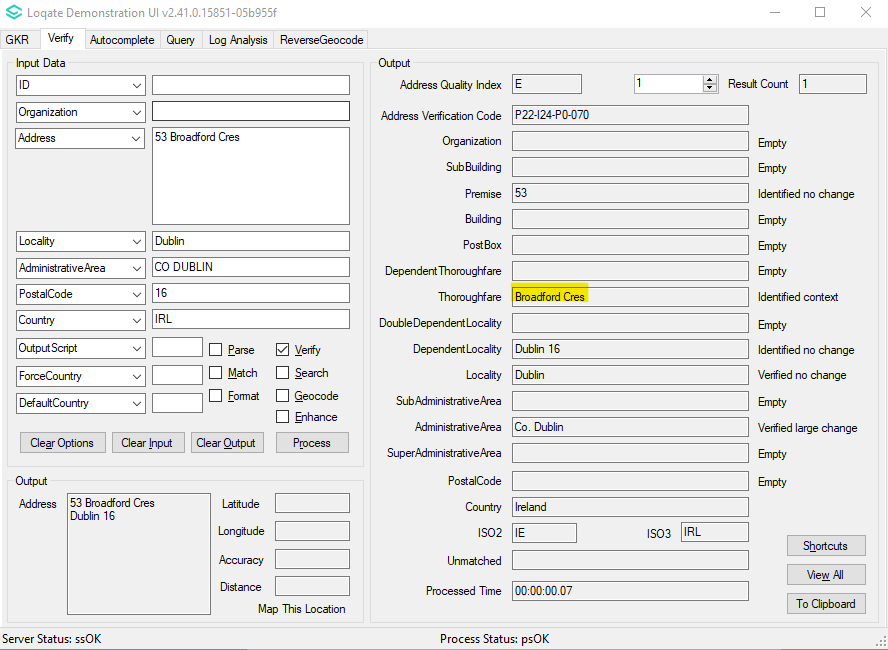 Loqate Demonstration UI v2.41.0.15851-05b955f
GKR Verify Autocomplete Query Log Analysis ReverseGeocode
Input Data
ID
Organization
Address 53 Broadford Cres
Locality Dublin
AdministrativeArea CO DUBLIN
PostalCode 16
Country IRL
OutputScript Parse Verify
ForceCountry Match Search
DefaultCountry Format Geocode
Enhance
Clear Options Clear Input Clear Output Process
Output
Address 53 Broadford Cres
Dublin 16
Latitude
Longitude
Accuracy
Distance
Map This Location
Output
Address Quality Index E 1 Result Count 1
Address Verification Code P22-I24-P0-070
Organization Empty
SubBuilding Empty
Premise 53 Identified no change
Building Empty
PostBox Empty
DependentThoroughfare Empty
Thoroughfare Broadford Cres Identified context
DoubleDependentLocality Empty
DependentLocality Dublin 16 Identified no change
Locality Dublin Verified no change
SubAdministrativeArea Empty
AdministrativeArea Co. Dublin Verified large change
SuperAdministrativeArea Empty
PostalCode Empty
Country Ireland
ISO2 IE ISO3 IRL
Unmatched
Processed Time 00:00:00.07
Shortcuts
View All
To Clipboard
Server Status: ssOK Process Status: psOK